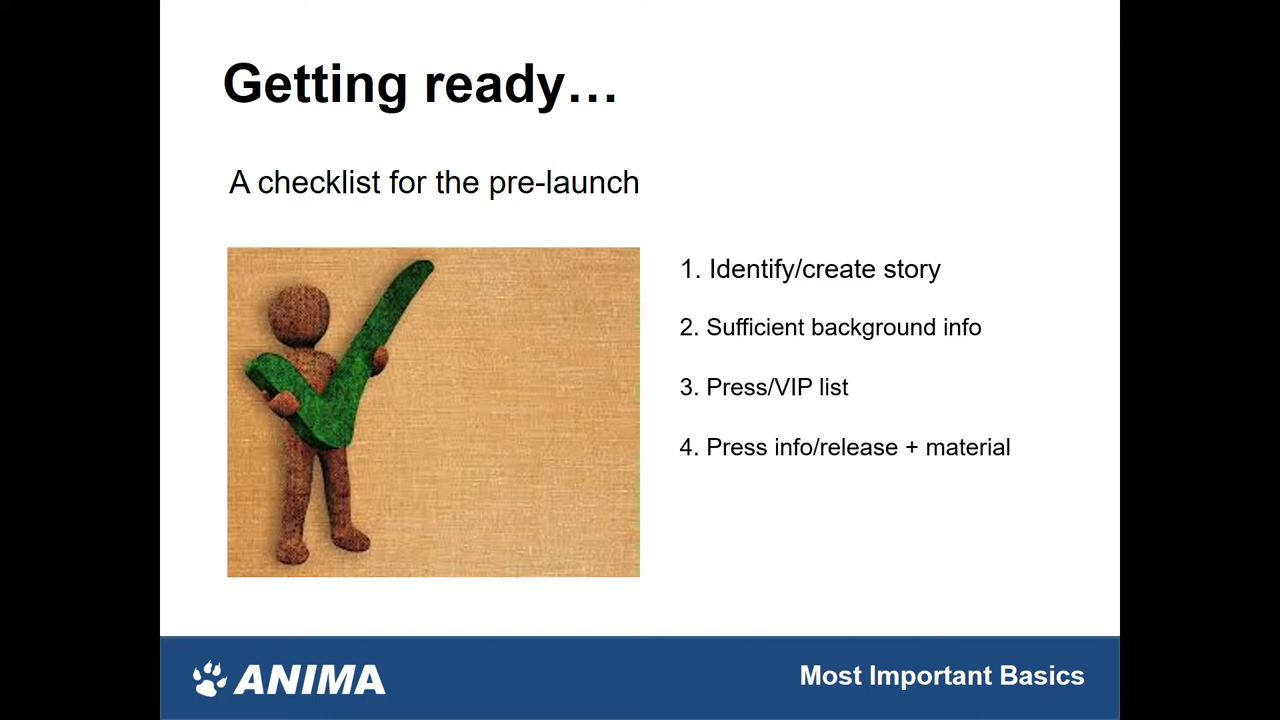 Getting ready…
A checklist for the pre-launch
1. Identify/create story
2. Sufficient background info
3. Press/VIP list
4. Press info/release + material
ANIMA
Most Important Basics